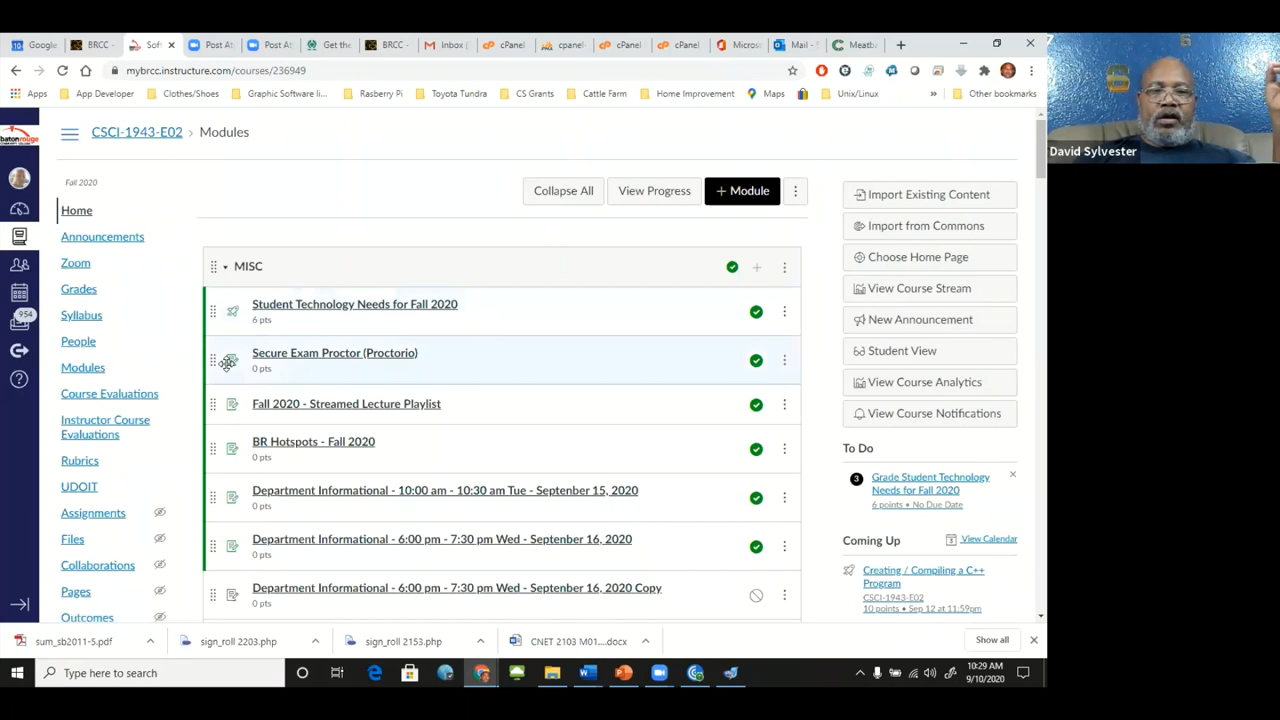 Google
BRCC -
Soft
Post At
Post At
Get the
BRCC -
Inbox (
cPanel
cpanel-
cPanel
cPanel
Microso
Mail - S
Meatba
mybrcc.instructure.com/courses/236949
Apps
App Developer
Clothes/Shoes
Graphic Software li...
Rasberry Pi
Toyota Tundra
CS Grants
Cattle Farm
Home Improvement
Maps
Unix/Linux
»
Other bookmarks
batonrouge
CSCI-1943-E02 › Modules
Fall 2020
Home
Announcements
Zoom
Grades
Syllabus
People
Modules
Course Evaluations
Instructor Course
Evaluations
Rubrics
UDOIT
Assignments
Files
Collaborations
Pages
Outcomes
954
Collapse All
View Progress
+ Module
MISC
Student Technology Needs for Fall 2020
6 pts
Secure Exam Proctor (Proctorio)
0 pts
Fall 2020 - Streamed Lecture Playlist
BR Hotspots - Fall 2020
0 pts
Department Informational - 10:00 am - 10:30 am Tue - Septenber 15, 2020
0 pts
Department Informational - 6:00 pm - 7:30 pm Wed - Septenber 16, 2020
0 pts
Department Informational - 6:00 pm - 7:30 pm Wed - Septenber 16, 2020 Copy
0 pts
Import Existing Content
Import from Commons
Choose Home Page
View Course Stream
New Announcement
Student View
View Course Analytics
View Course Notifications
To Do
3
Grade Student Technology
Needs for Fall 2020
6 points • No Due Date
Coming Up
View Calendar
Creating / Compiling a C++
Program
CSCI-1943-E02
10 points • Sep 12 at 11:59pm
David Sylvester
sum_sb2011-5.pdf
sign_roll 2203.php
sign_roll 2153.php
CNET 2103 M01....docx
Show all
Type here to search
10:29 AM
9/10/2020